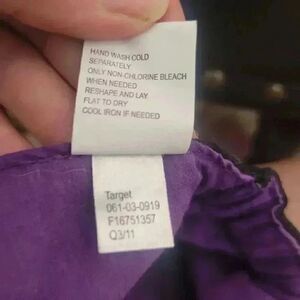 HAND WASH COLD
SEPARATELY
ONLY NON-CHLORINE BLEACH
WHEN NEEDED
RESHAPE AND LAY
FLAT TO DRY
COOL IRON IF NEEDED
Target
061-03-0919
F16751357
Q3/11